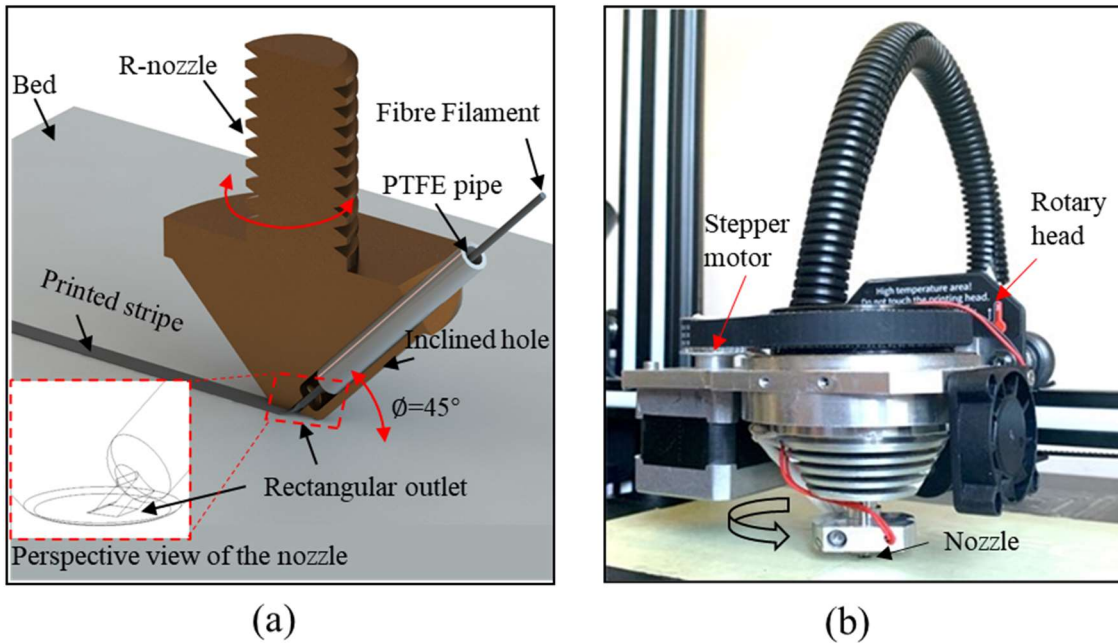 R-nozzle
Bed
Fibre Filament
PTFE pipe
Printed stripe
Inclined hole
Ø=45°
Rectangular outlet
Perspective view of the nozzle
(a)
Rotary
head
Stepper
motor
High temperature area!
Do not touch the printing head.
Nozzle
(b)